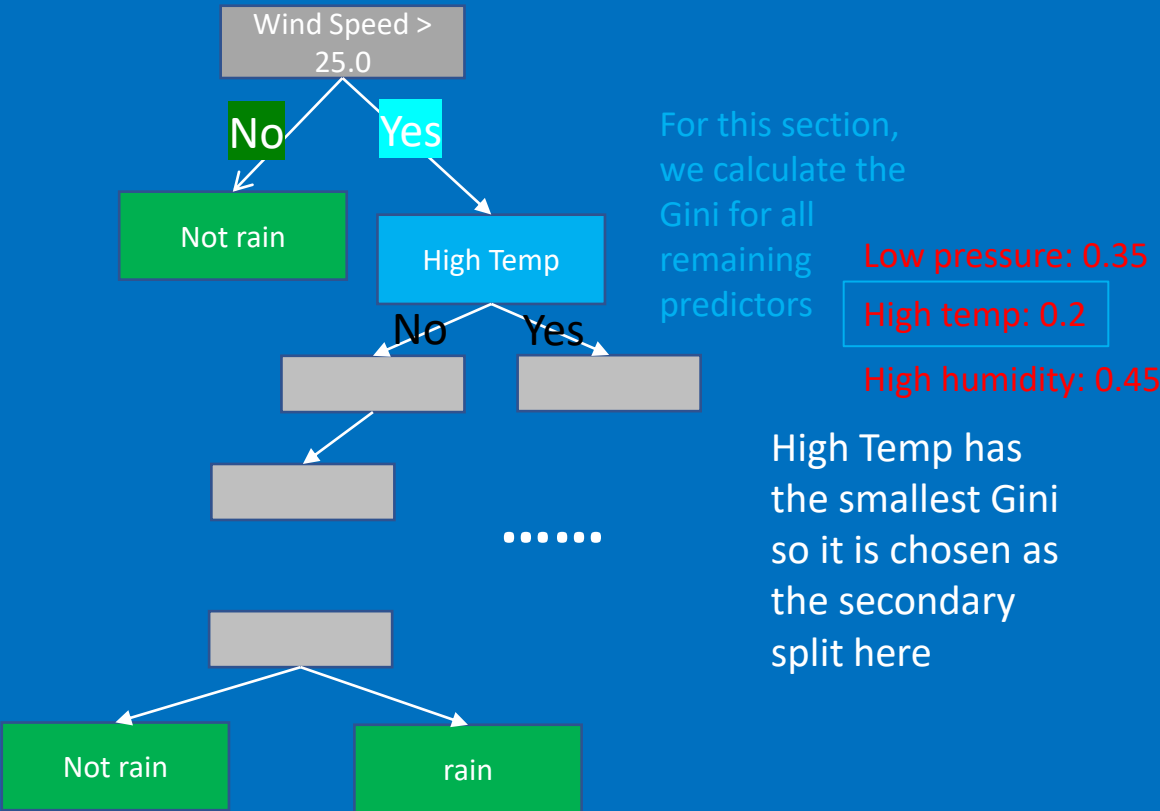 Wind Speed >
25.0
No
Yes
For this section,
we calculate the
Gini for all
remaining
predictors
Not rain
High Temp
Low pressure: 0.35
High temp: 0.2
High humidity: 0.45
No
Yes
High Temp has
the smallest Gini
so it is chosen as
the secondary
split here
......
Not rain
rain